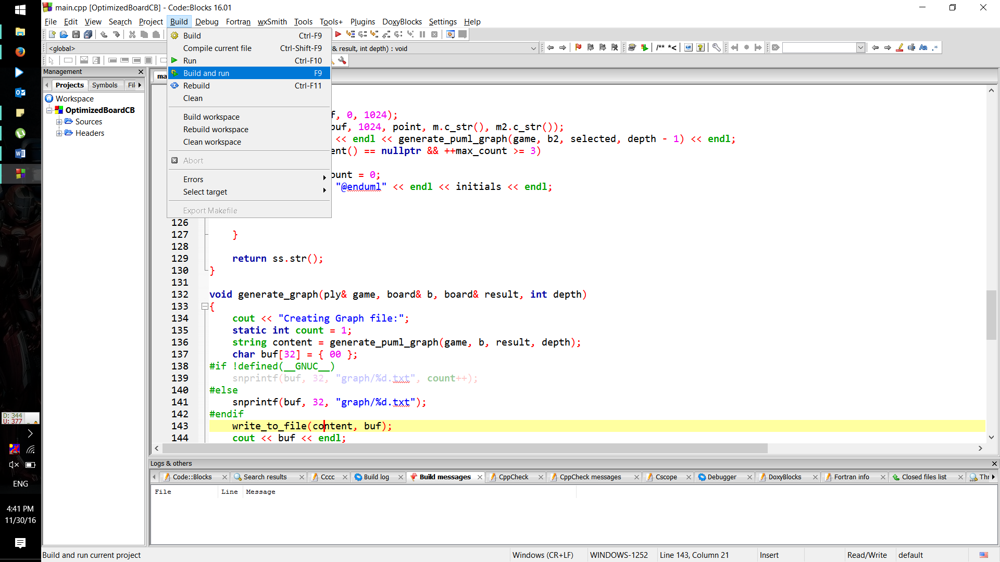 main.cpp [OptimizedBoardCB] - Code::Blocks 16.01
File Edit View Search Project Build Debug Fortran wxSmith Tools Tools+ Plugins DoxyBlocks Settings Help
<global>
& result, int depth) : void
/** *<
Build Ctrl-F9
Compile current file Ctrl-Shift-F9
Run Ctrl-F10
Build and run F9
Rebuild Ctrl-F11
Clean
Build workspace
Rebuild workspace
Clean workspace
Abort
Errors
Select target
Export Makefile
Management
Projects Symbols Fil
Workspace
OptimizedBoardCB
Sources
Headers
ma
f, 0, 1024);
buf, 1024, point, m.c_str(), m2.c_str());
<< endl << generate_puml_graph(game, b2, selected, depth - 1) << endl;
ent() == nullptr && ++max_count >= 3)
ount = 0;
"@enduml" << endl << initials << endl;
126
127 }
128
129 return ss.str();
130 }
131
132 void generate_graph(ply& game, board& b, board& result, int depth)
133 {
134 cout << "Creating Graph file:";
135 static int count = 1;
136 string content = generate_puml_graph(game, b, result, depth);
137 char buf[32] = { 00 };
138 #if !defined(__GNUC__)
139 snprintf(buf, 32, "graph/%d.txt", count++);
140 #else
141 snprintf(buf, 32, "graph/%d.txt");
142 #endif
143 write_to_file(content, buf);
144 cout << buf << endl;
Logs & others
Code::Blocks Search results Cccc Build log Build messages CppCheck CppCheck messages Cscope Debugger DoxyBlocks Fortran info Closed files list Thr
File Line Message
D: 344
U: 377
ENG
4:41 PM
11/30/16
Build and run current project Windows (CR+LF) WINDOWS-1252 Line 143, Column 21 Insert Read/Write default